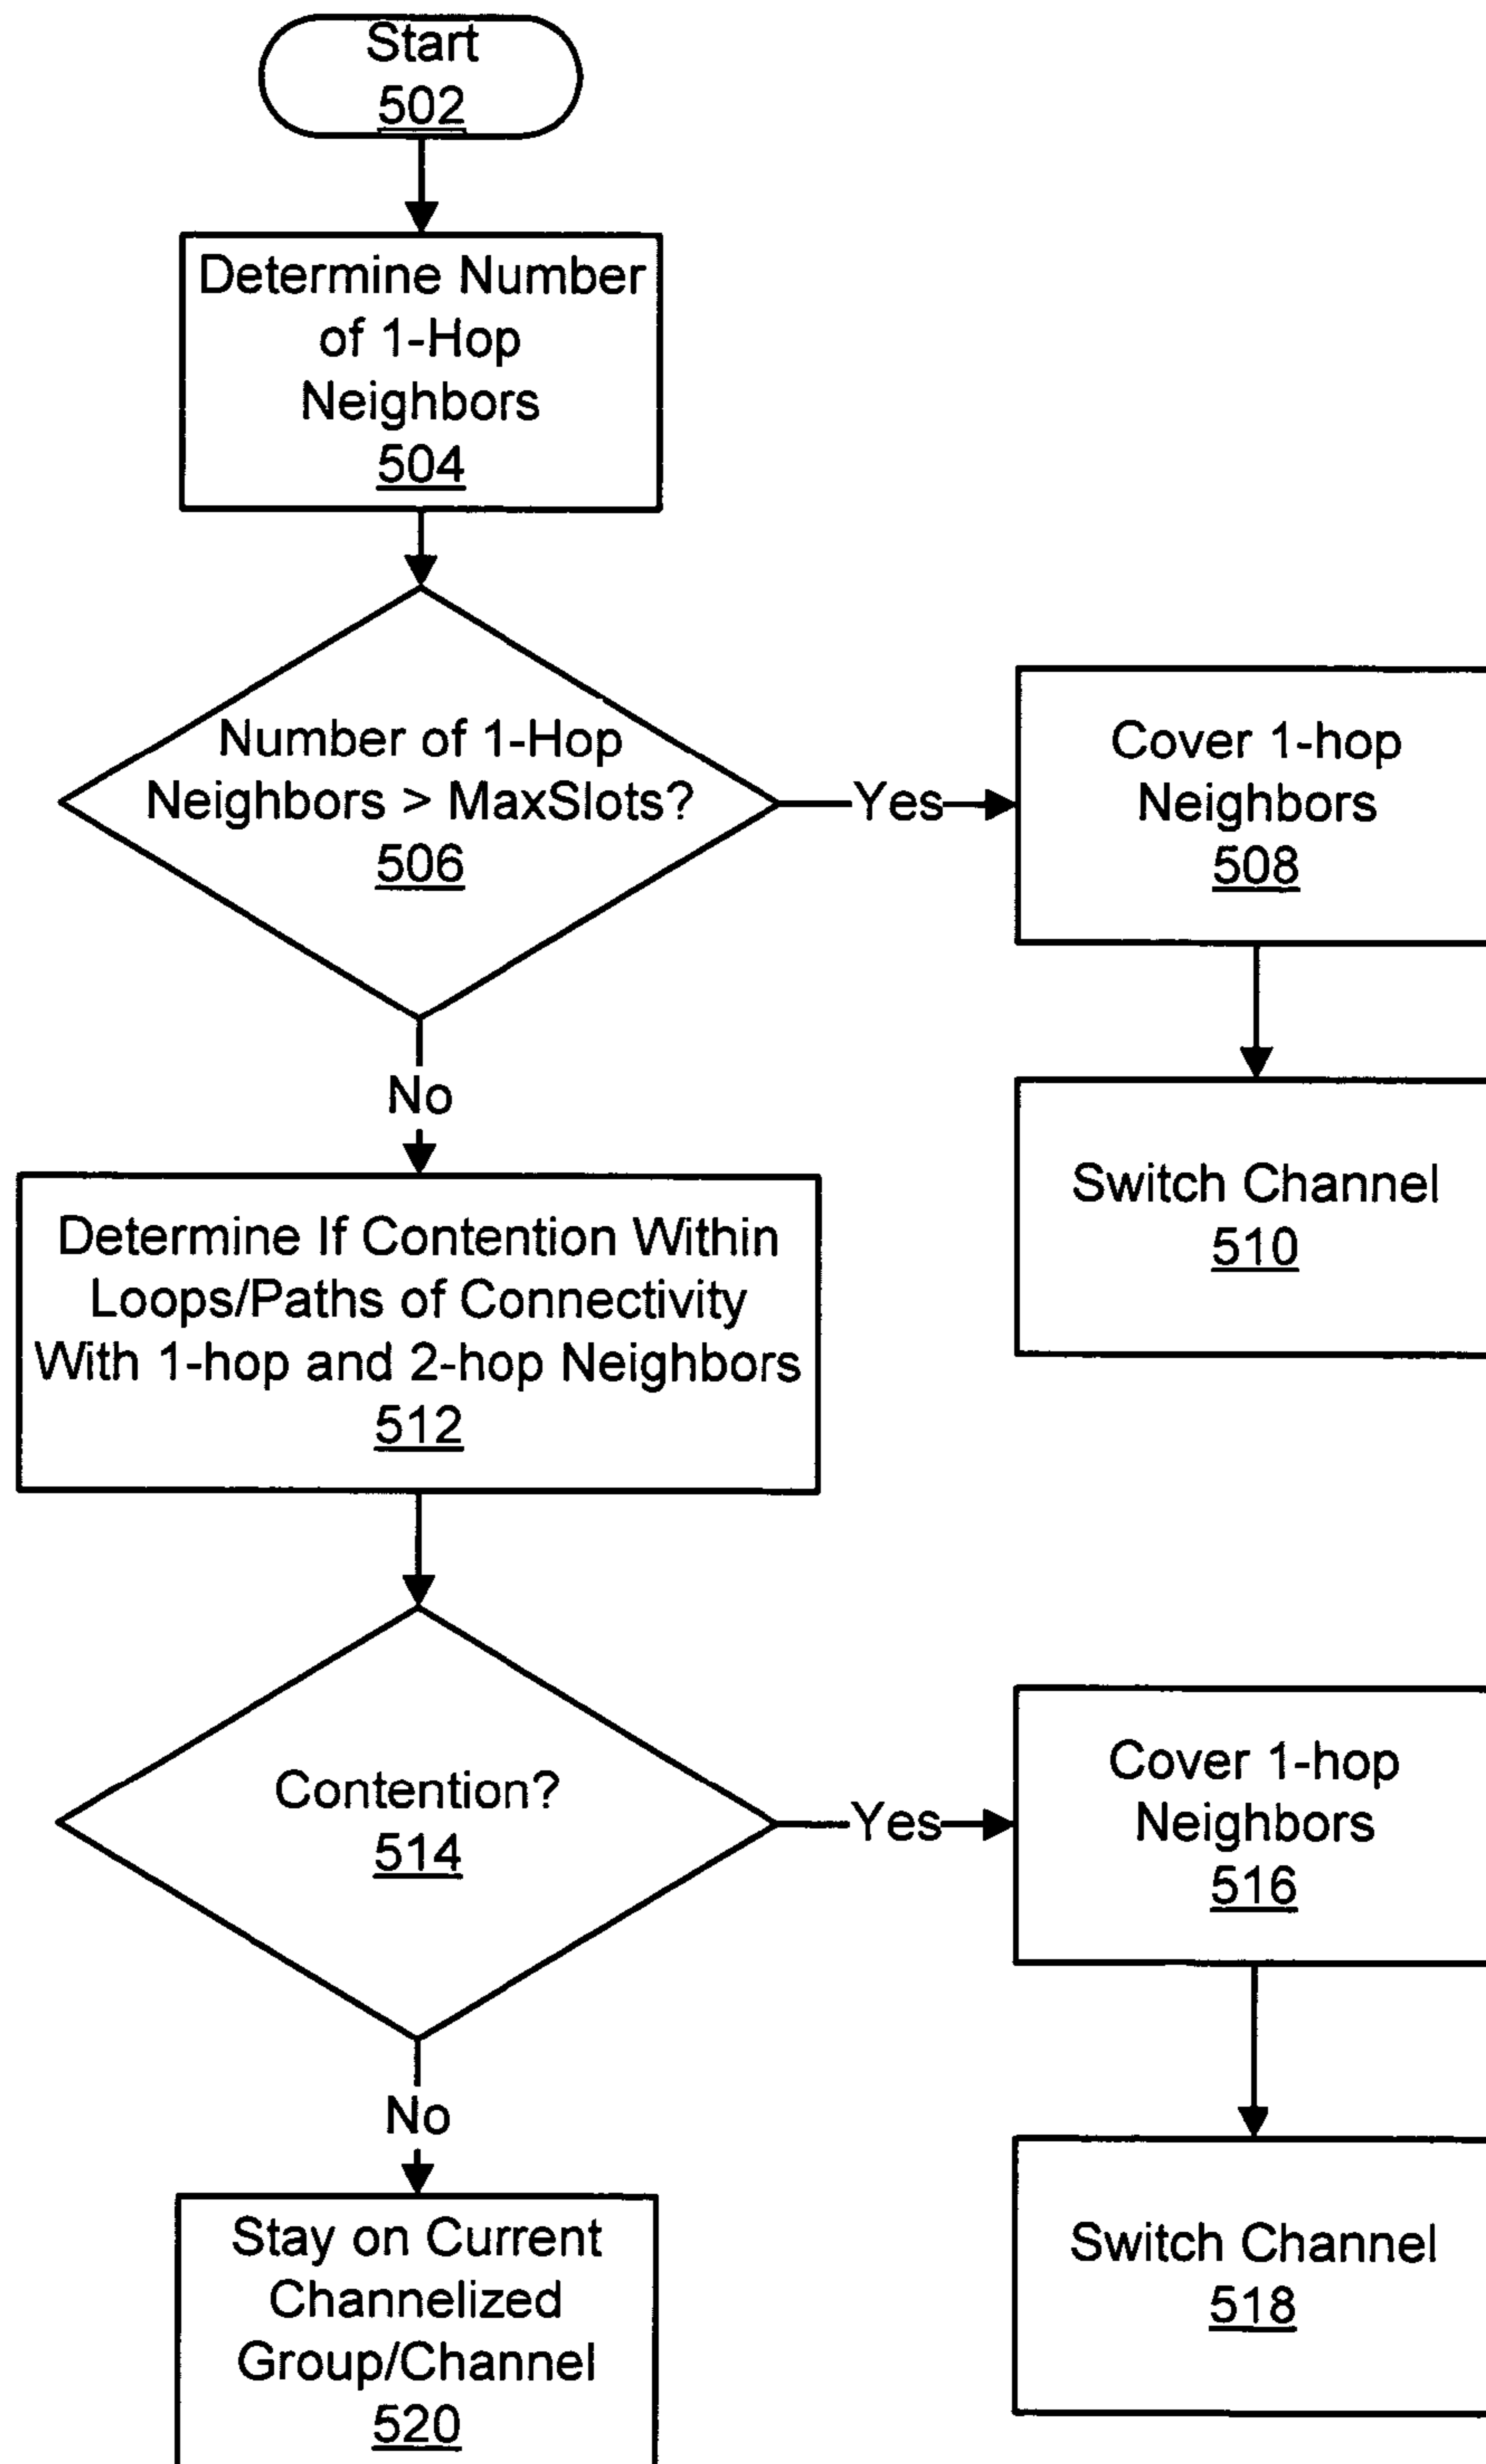 Start
502
Determine Number
of 1-Hop
Neighbors
504
Number of 1-Hop
Neighbors > MaxSlots?
506
Yes
Cover 1-hop
Neighbors
508
Switch Channel
510
No
Determine If Contention Within
Loops/Paths of Connectivity
With 1-hop and 2-hop Neighbors
512
Contention?
514
Yes
Cover 1-hop
Neighbors
516
Switch Channel
518
No
Stay on Current
Channelized
Group/Channel
520